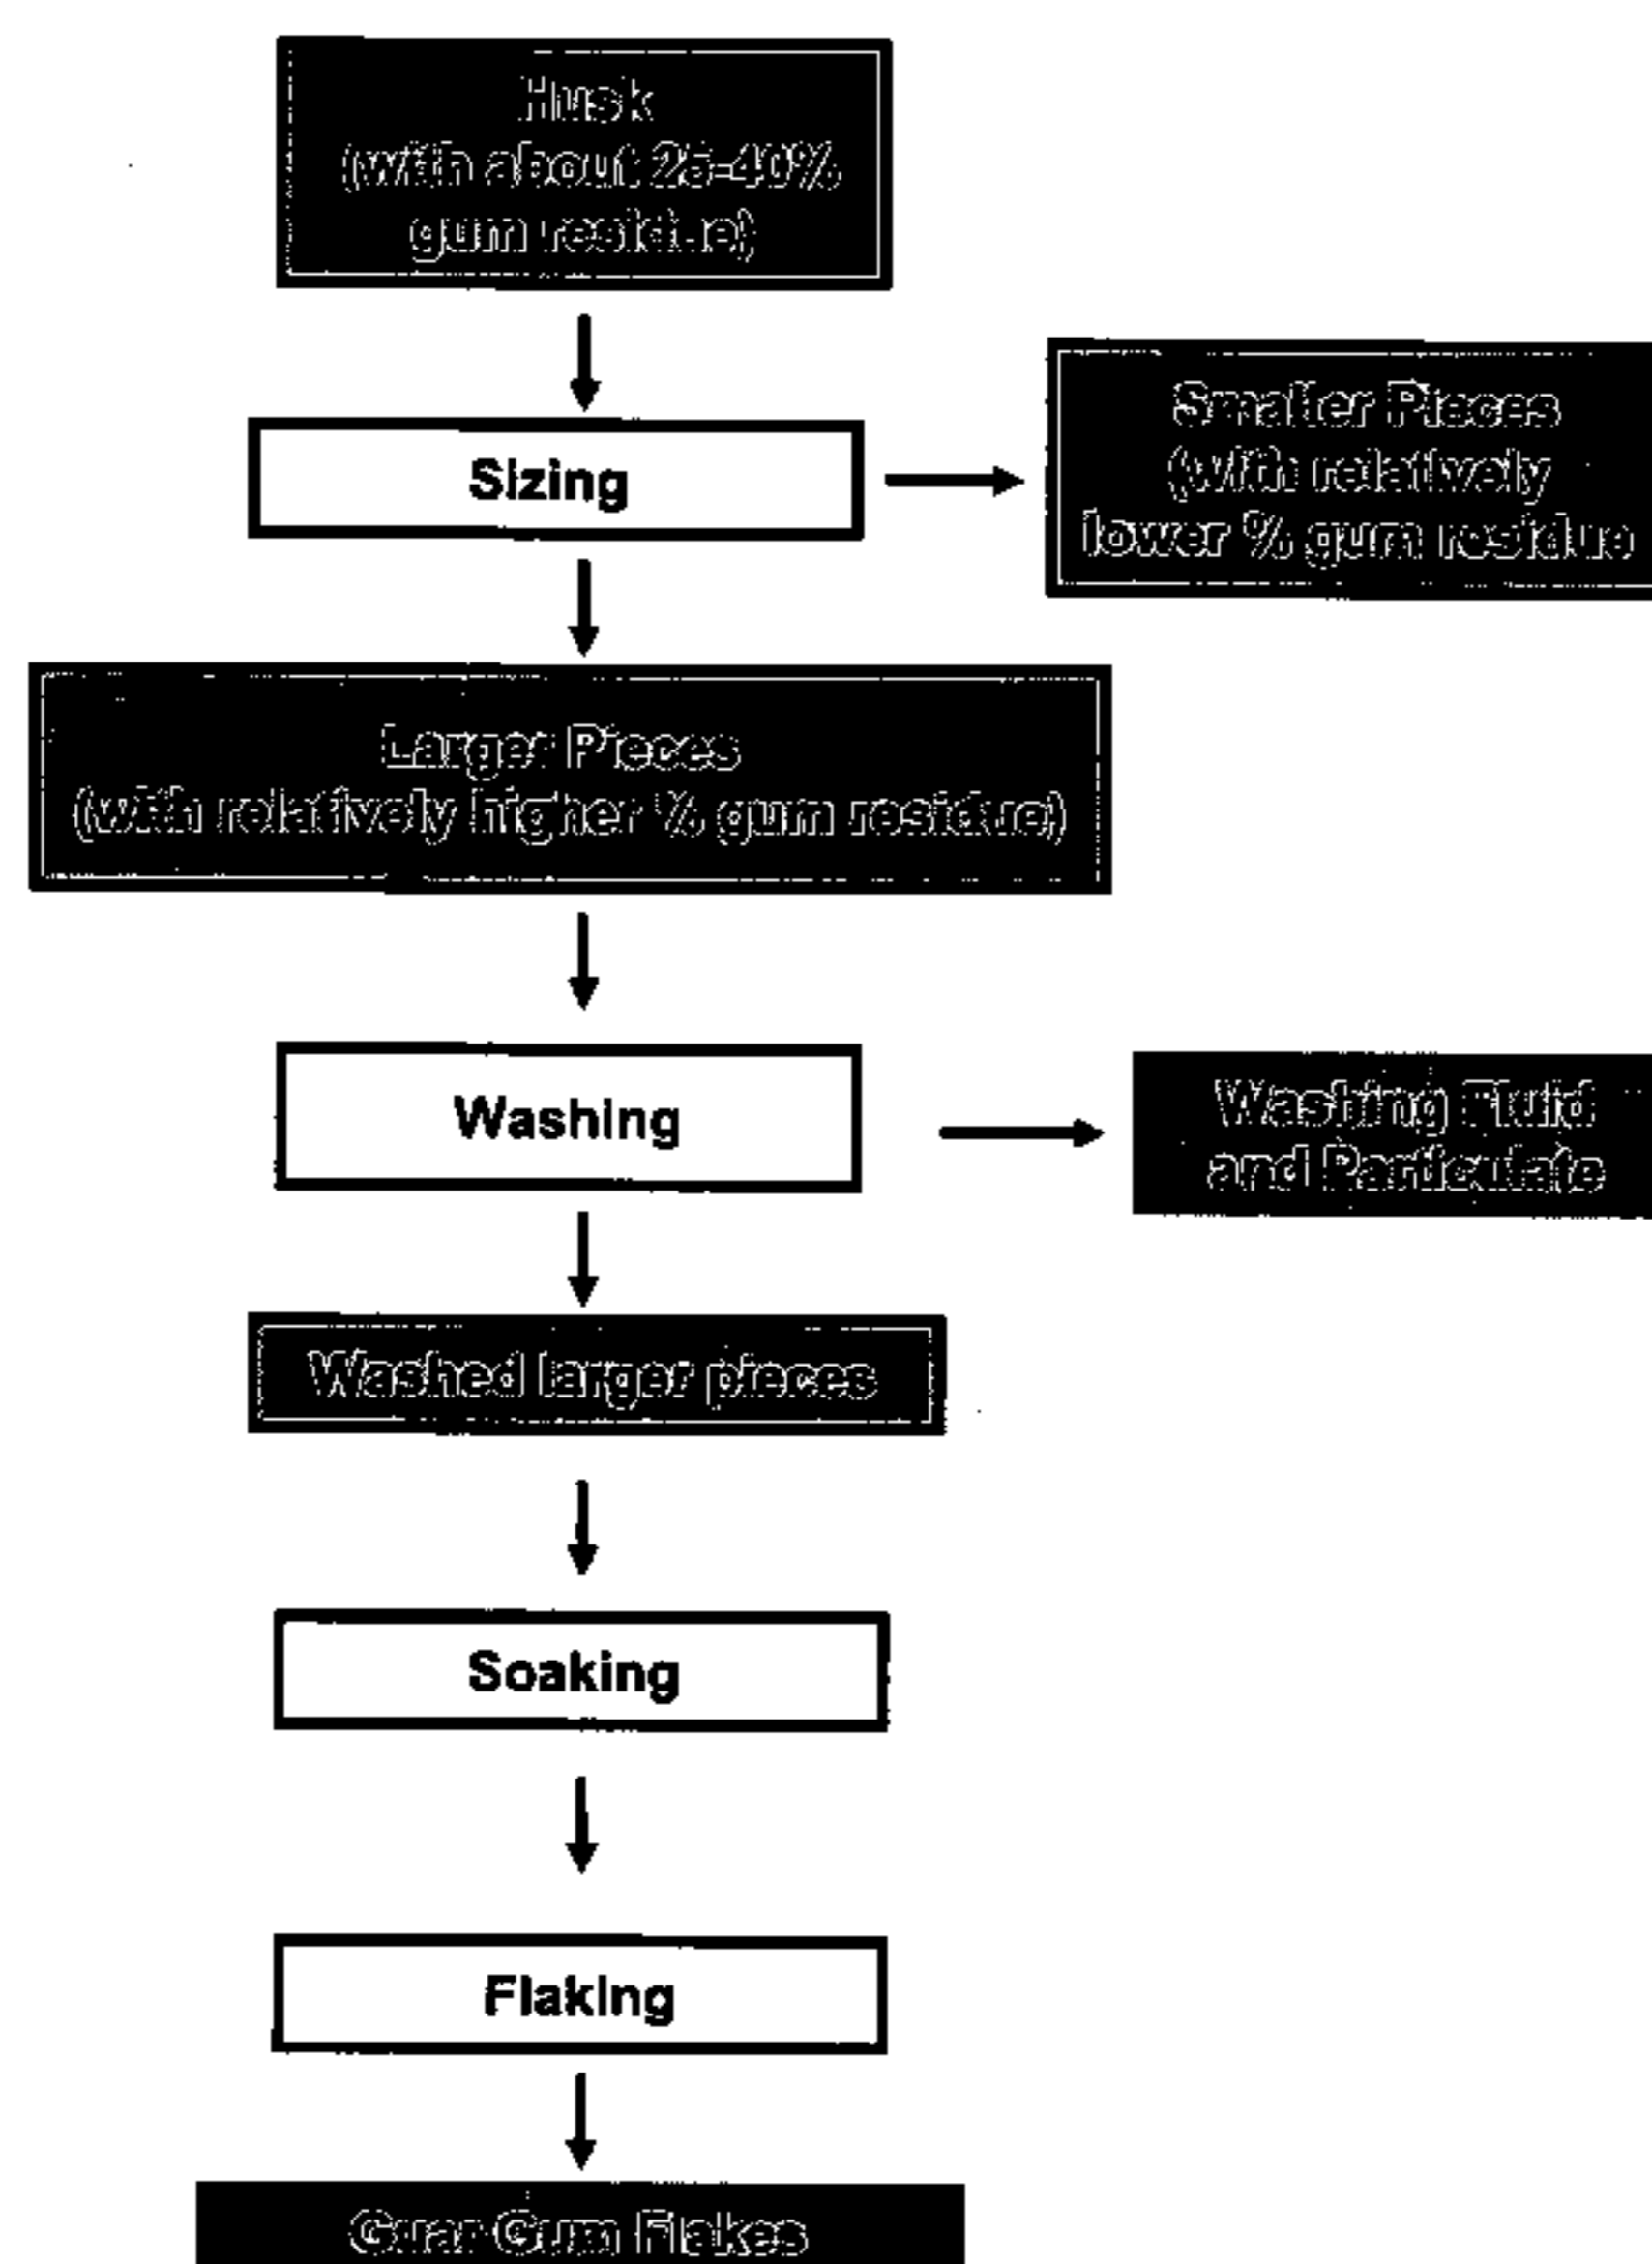 Husk
(with about 25-40%
gum residue)
Sizing
Smaller Pieces
(with relatively
lower % gum residue
Larger Pieces
(with relatively higher % gum residue)
Washing
Washing Fluid
and Particulate
Washed larger pieces
Soaking
Flaking
Guar Gum Flakes